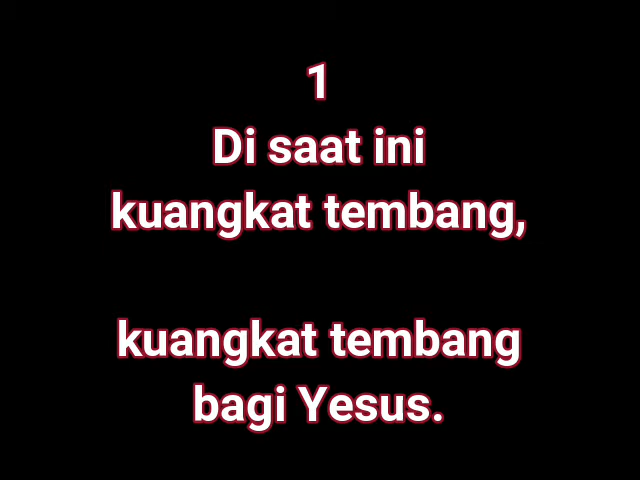 1
Di saat ini
kuangkat tembang,
kuangkat tembang
bagi Yesus.